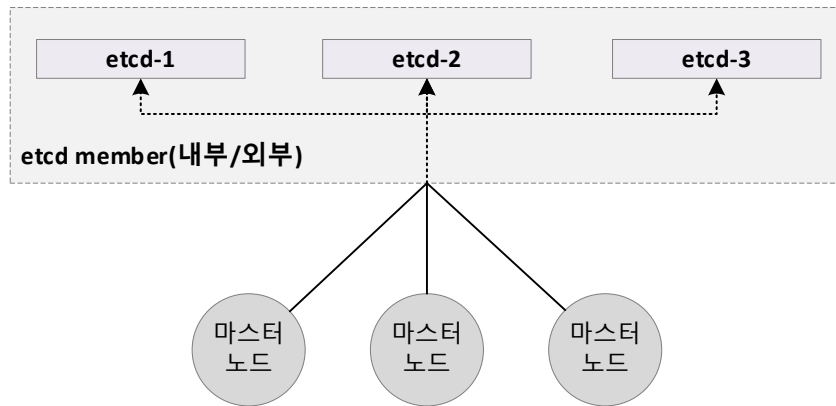 etcd-1
etcd-2
etcd-3
etcd member(내부/외부)
마스터
노드
마스터
노드
마스터
노드